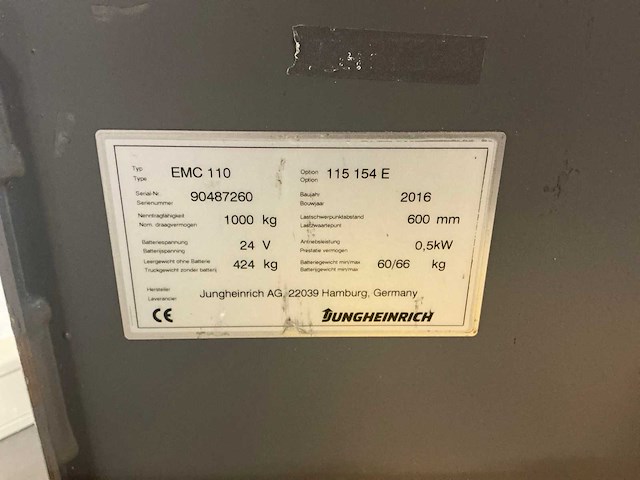 Typ EMC 110 Option 115 154 E
Type Option
Serial-Nr. 90487260 Baujahr 2016
Serienummer Bouwjaar
Nenntragfähigkeit 1000 kg Lastschwerpunktabstand 600 mm
Nom. draagvermogen Lastzwaartepunt
Batteriespannung 24 V Antriebsleistung 0,5kW
Batterijspanning Prestatie vermogen
Leergewicht ohne Batterie 424 kg Batteriegewicht min/max 60/66 kg
Truckgewicht zonder batterij Batterijgewicht min/max
Hersteller Jungheinrich AG, 22039 Hamburg, Germany
Leverancier
CE JUNGHEINRICH